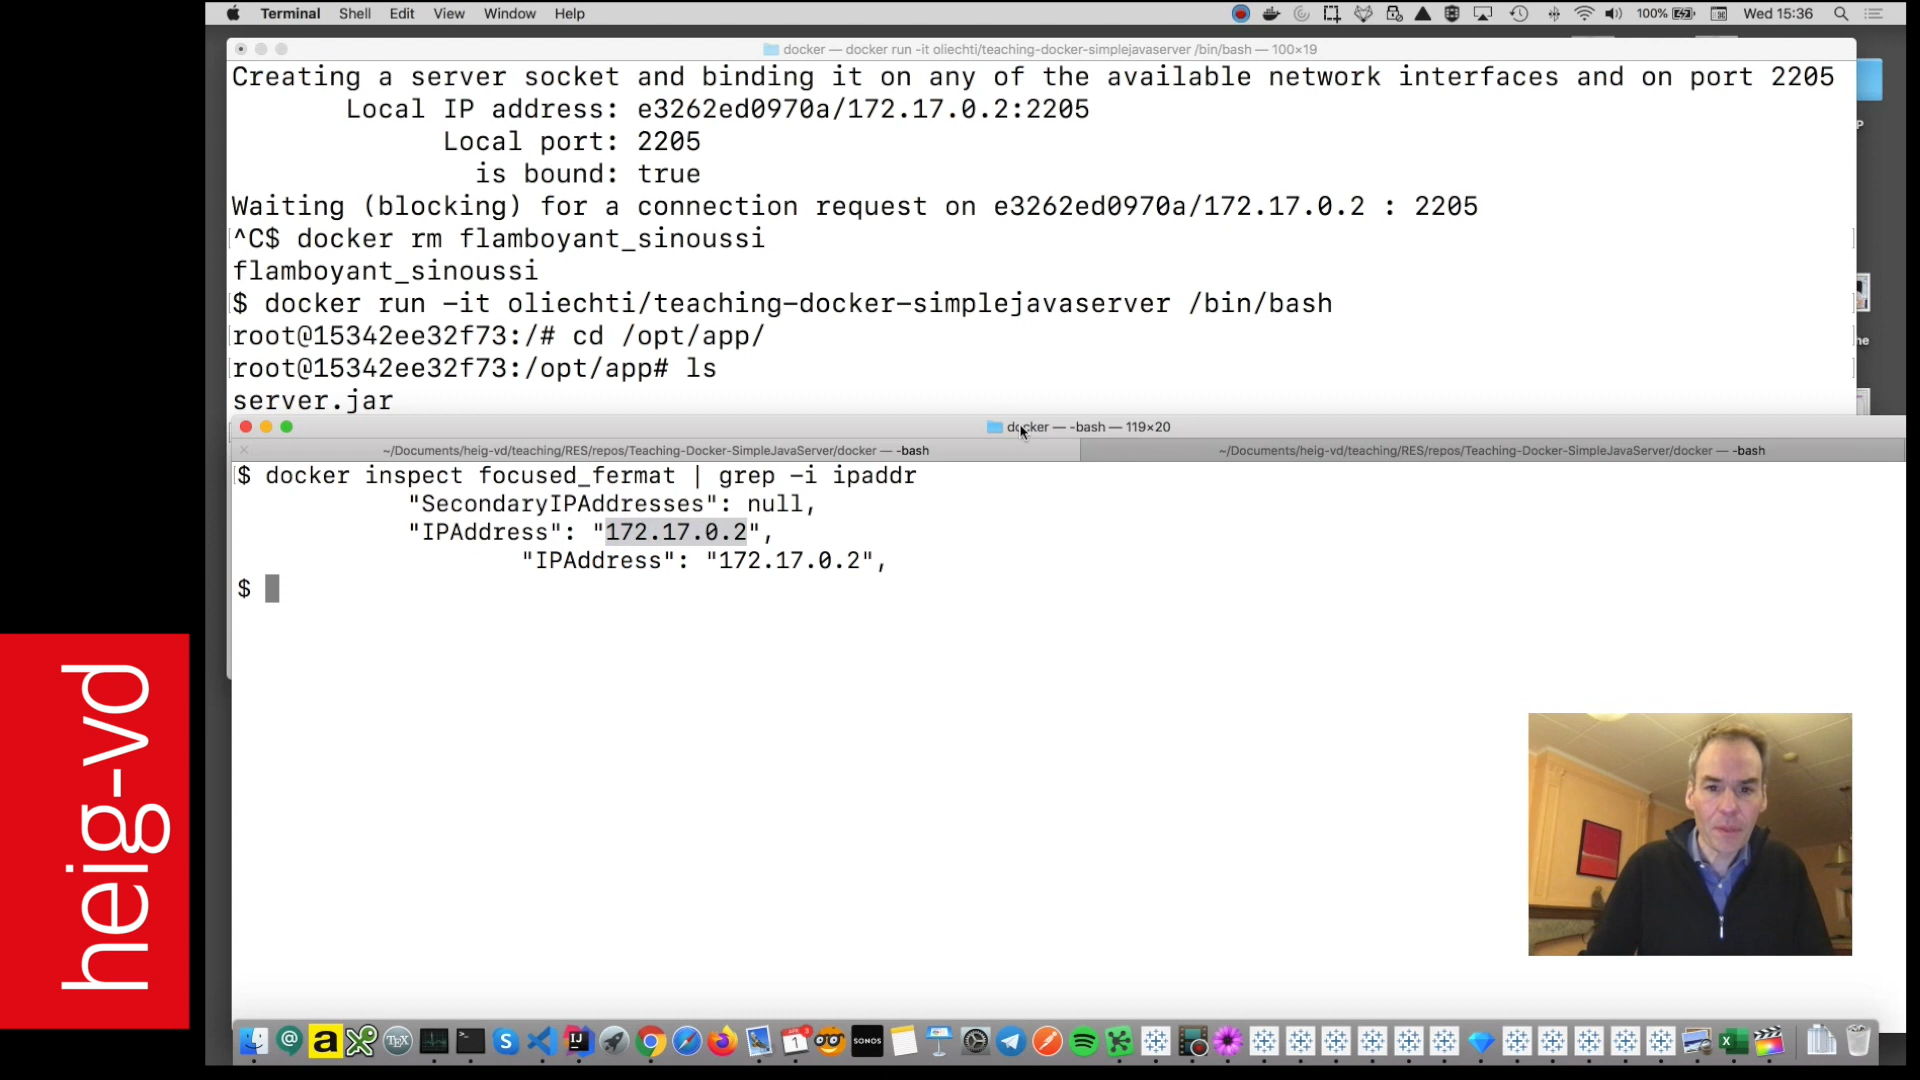 Terminal Shell Edit View Window Help 100% Wed 15:36
docker — docker run -it oliechti/teaching-docker-simplejavaserver /bin/bash — 100×19
Creating a server socket and binding it on any of the available network interfaces and on port 2205
Local IP address: e3262ed0970a/172.17.0.2:2205
Local port: 2205
is bound: true
Waiting (blocking) for a connection request on e3262ed0970a/172.17.0.2 : 2205
^C$ docker rm flamboyant_sinoussi
flamboyant_sinoussi
$ docker run -it oliechti/teaching-docker-simplejavaserver /bin/bash
root@15342ee32f73:/# cd /opt/app/
root@15342ee32f73:/opt/app# ls
server.jar
docker — -bash — 119×20
~/Documents/heig-vd/teaching/RES/repos/Teaching-Docker-SimpleJavaServer/docker — -bash
~/Documents/heig-vd/teaching/RES/repos/Teaching-Docker-SimpleJavaServer/docker — -bash
$ docker inspect focused_fermat | grep -i ipaddr
"SecondaryIPAddresses": null,
"IPAddress": "172.17.0.2",
"IPAddress": "172.17.0.2",
$
heig-vd
SONOS